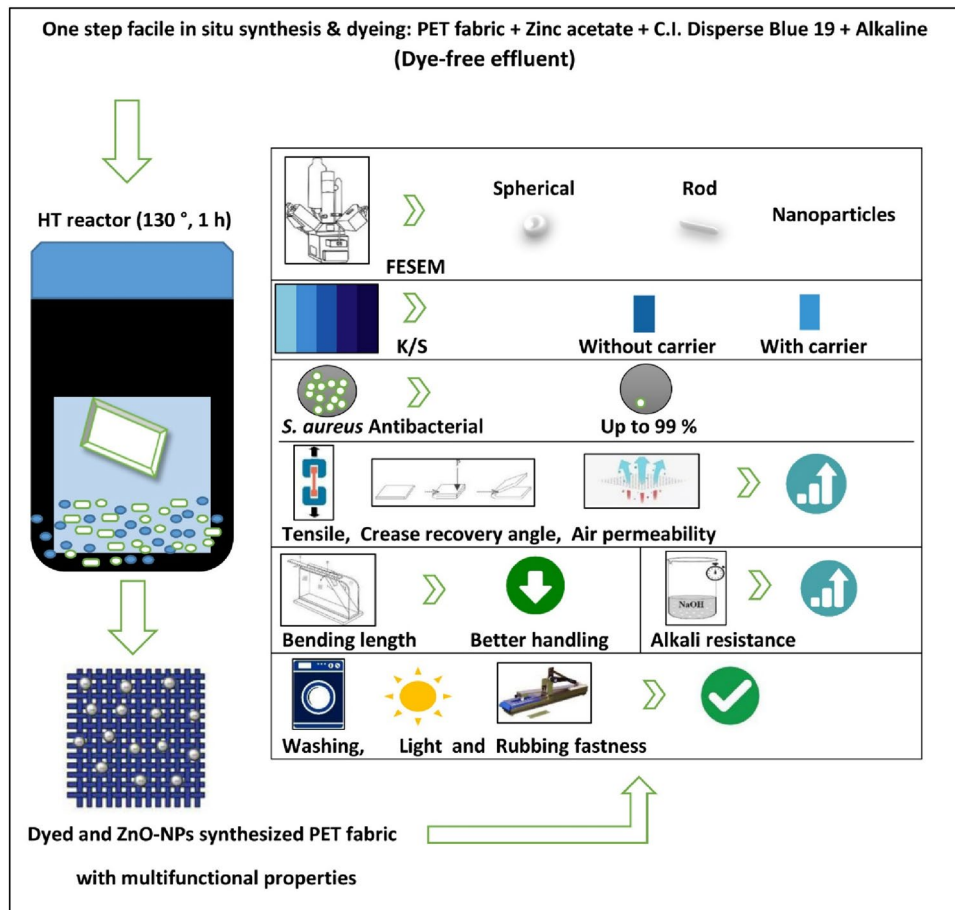 One step facile in situ synthesis & dyeing: PET fabric + Zinc acetate + C.I. Disperse Blue 19 + Alkaline
(Dye-free effluent)
HT reactor (130 °, 1 h)
Spherical
Rod
Nanoparticles
FESEM
K/S
Without carrier
With carrier
S. aureus Antibacterial
Up to 99 %
Tensile, Crease recovery angle, Air permeability
Bending length
Better handling
NaOH
Alkali resistance
Washing, Light and Rubbing fastness
Dyed and ZnO-NPs synthesized PET fabric
with multifunctional properties